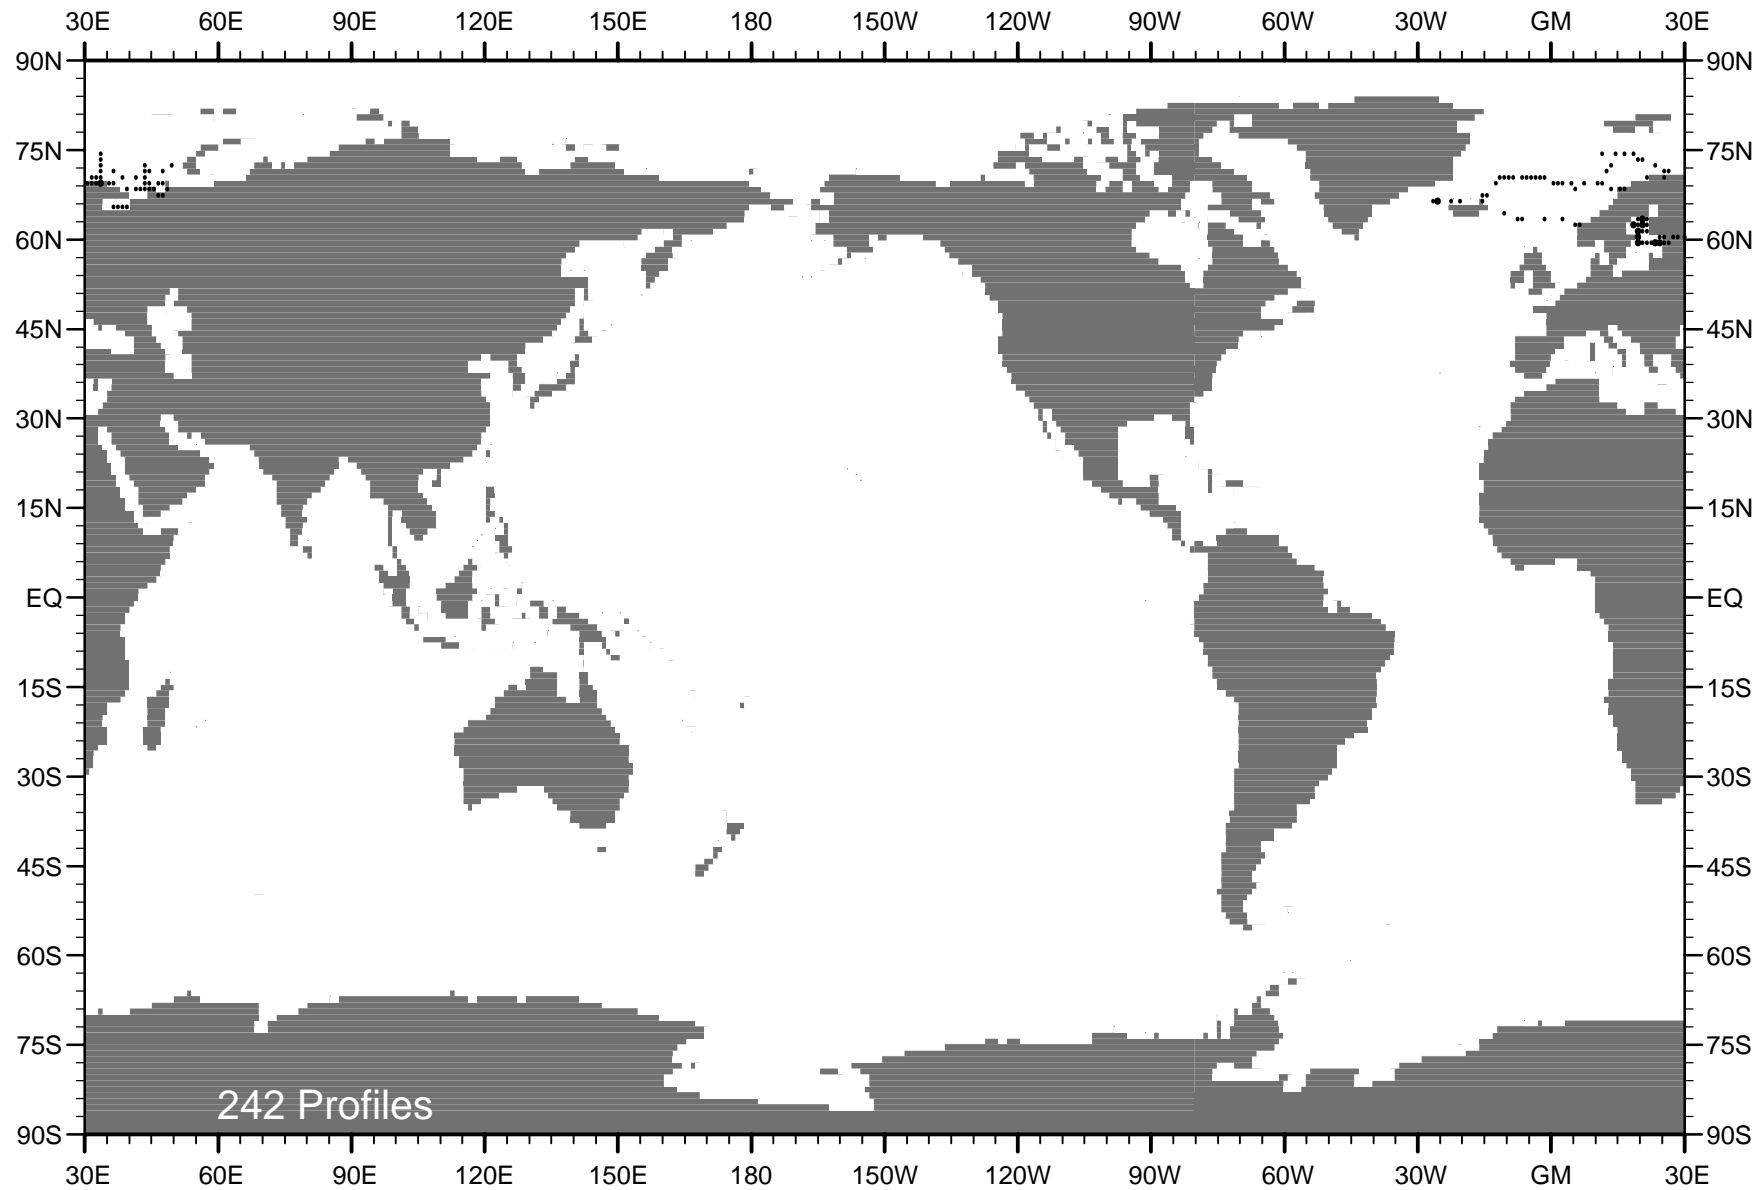 30E 60E 90E 120E 150E 180 150W 120W 90W 60W 30W GM 30E
90N 90N
75N 75N
60N 60N
45N 45N
30N 30N
15N 15N
EQ EQ
15S 15S
30S 30S
45S 45S
60S 60S
75S 75S
242 Profiles
90S 90S
30E 60E 90E 120E 150E 180 150W 120W 90W 60W 30W GM 30E